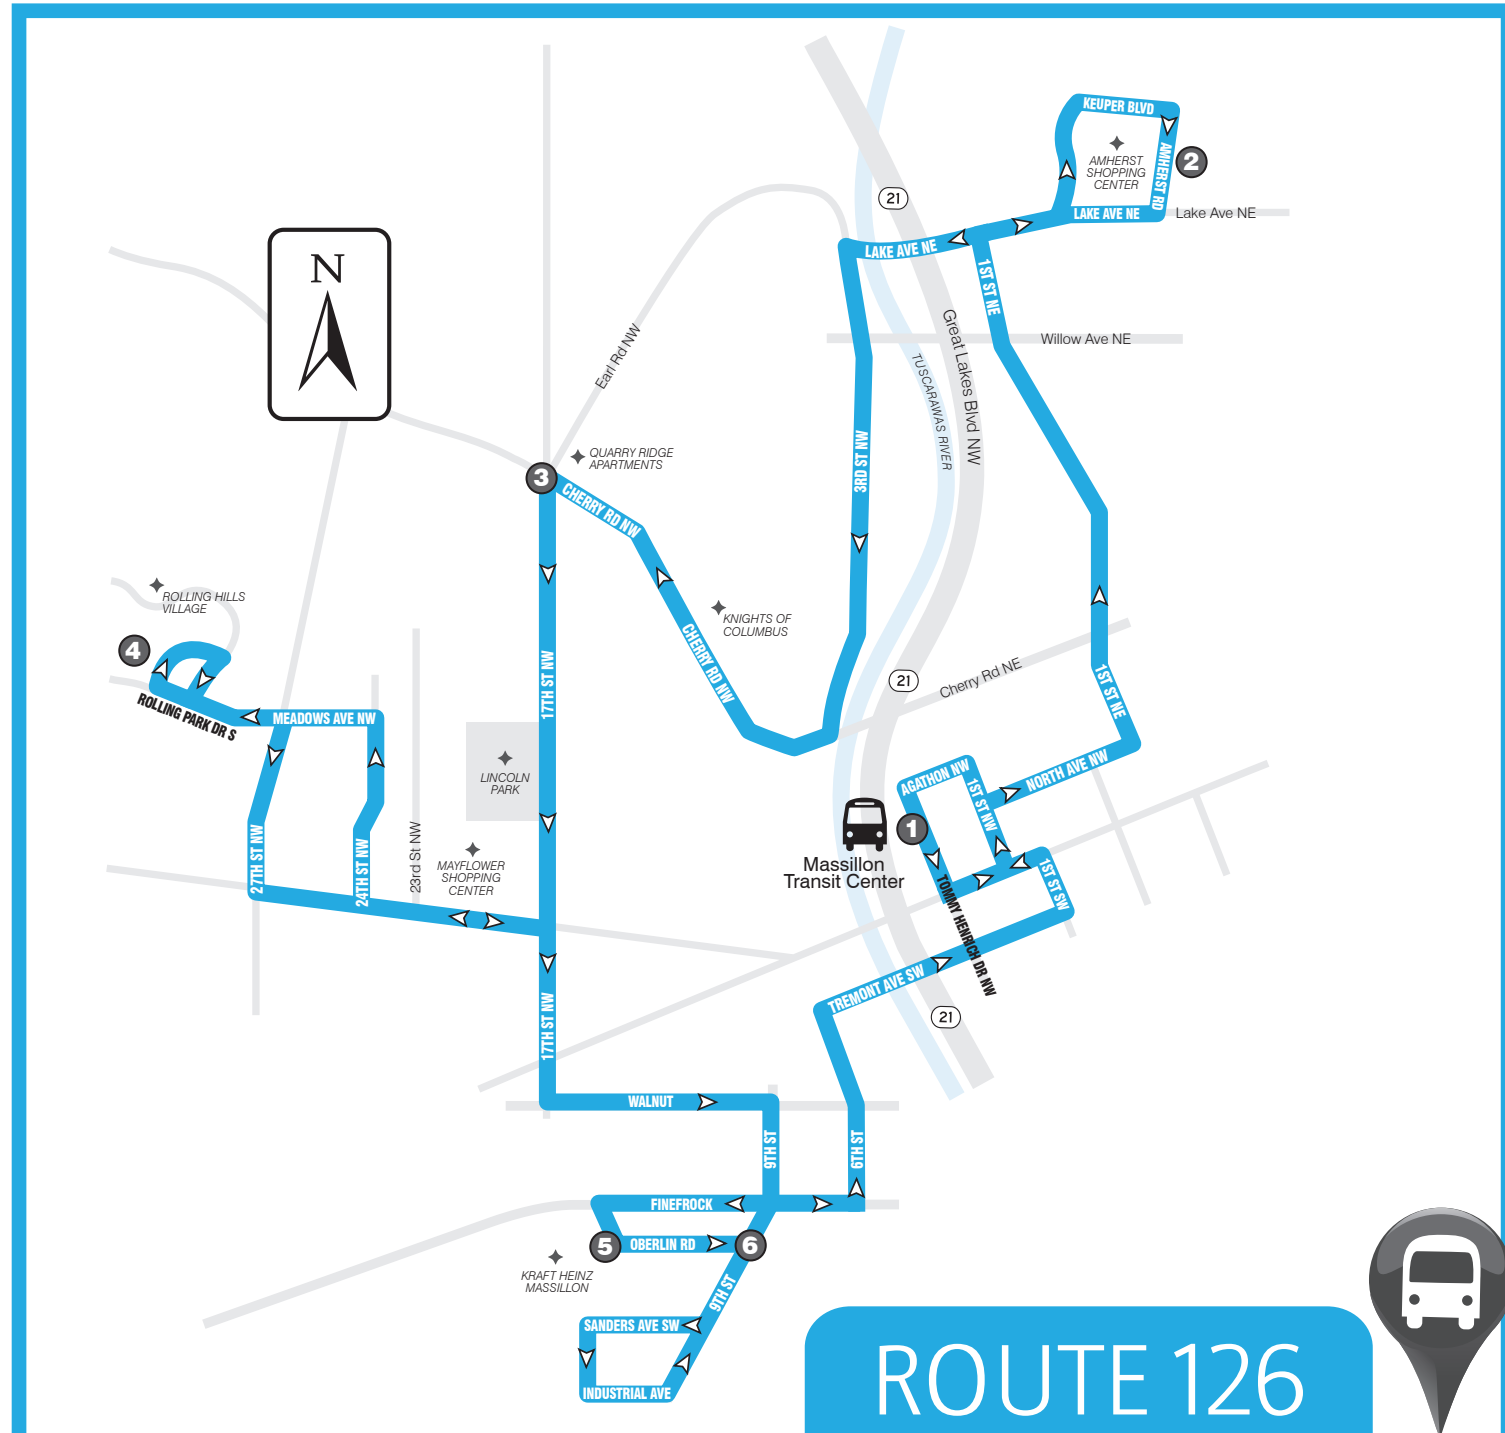 KEUPER BLVD
AMHERST
SHOPPING
CENTER
AMHERST RD
2
LAKE AVE NE
Lake Ave NE
21
LAKE AVE NE
1ST ST NE
N
Great Lakes Blvd NW
Willow Ave NE
Earl Rd NW
TUSCARAWAS RIVER
QUARRY RIDGE
APARTMENTS
3
CHERRY RD NW
3RD ST NW
ROLLING HILLS
VILLAGE
KNIGHTS OF
COLUMBUS
4
CHERRY RD NW
17TH ST NW
21
Cherry Rd NE
1ST ST NE
ROLLING PARK DR S
MEADOWS AVE NW
LINCOLN
PARK
AGATHON NW
1ST ST NW
NORTH AVE NW
1
27TH ST NW
24TH ST NW
23rd St NW
MAYFLOWER
SHOPPING
CENTER
Massillon
Transit Center
TOMMY HENRICH DR NW
1ST ST SW
TREMONT AVE SW
21
17TH ST NW
WALNUT
9TH ST
6TH ST
FINEFROCK
5
OBERLIN RD
6
KRAFT HEINZ
MASSILLON
9TH ST
SANDERS AVE SW
INDUSTRIAL AVE
ROUTE 126